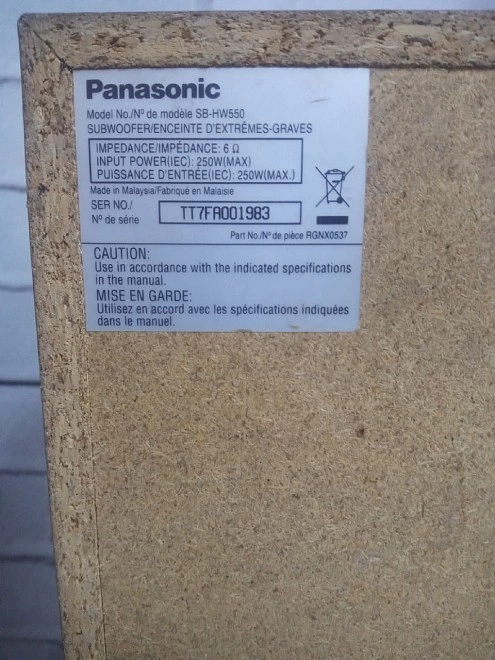 Panasonic
Model No./Nº de modèle SB-HW550
SUBWOOFER/ENCEINTE D'EXTRÊMES-GRAVES
IMPEDANCE/IMPÉDANCE: 6 Ω
INPUT POWER(IEC): 250W(MAX)
PUISSANCE D'ENTRÉE(IEC): 250W(MAX.)
Made in Malaysia/Fabriqué en Malaisie
SER NO./
Nº de série
TT7FA001983
Part No./Nº de pièce RGNX0537
CAUTION:
Use in accordance with the indicated specifications
in the manual.
MISE EN GARDE:
Utilisez en accord avec les spécifications indiquées
dans le manuel.